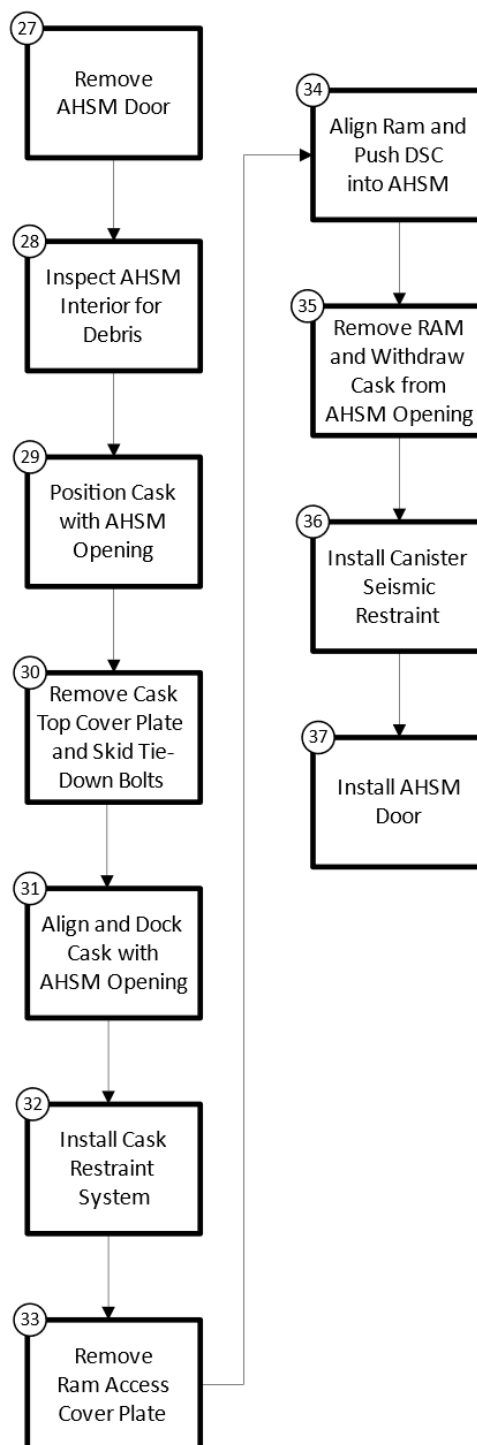 27
Remove
AHSM Door
28
Inspect AHSM
Interior for
Debris
29
Position Cask
with AHSM
Opening
30
Remove Cask
Top Cover Plate
and Skid Tie-
Down Bolts
31
Align and Dock
Cask with
AHSM Opening
32
Install Cask
Restraint
System
33
Remove
Ram Access
Cover Plate
34
Align Ram and
Push DSC
into AHSM
35
Remove RAM
and Withdraw
Cask from
AHSM Opening
36
Install Canister
Seismic
Restraint
37
Install AHSM
Door